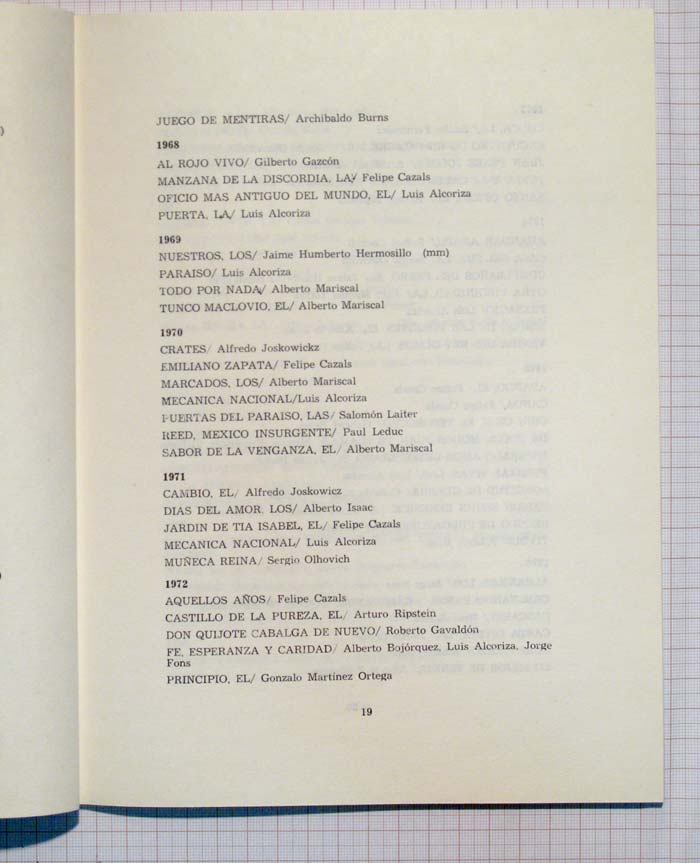 )
JUEGO DE MENTIRAS/ Archibaldo Burns
1968
AL ROJO VIVO/ Gilberto Gazcón
MANZANA DE LA DISCORDIA, LA/ Felipe Cazals
OFICIO MAS ANTIGUO DEL MUNDO, EL/ Luis Alcoriza
PUERTA, LA/ Luis Alcoriza
1969
NUESTROS, LOS/ Jaime Humberto Hermosillo (mm)
PARAISO/ Luis Alcoriza
TODO POR NADA/ Alberto Mariscal
TUNCO MACLOVIO, EL/ Alberto Mariscal
1970
CRATES/ Alfredo Joskowickz
EMILIANO ZAPATA/ Felipe Cazals
MARCADOS, LOS/ Alberto Mariscal
MECANICA NACIONAL/Luis Alcoriza
PUERTAS DEL PARAISO, LAS/ Salomón Laiter
REED, MEXICO INSURGENTE/ Paul Leduc
SABOR DE LA VENGANZA, EL/ Alberto Mariscal
1971
CAMBIO, EL/ Alfredo Joskowicz
DIAS DEL AMOR, LOS/ Alberto Isaac
JARDIN DE TIA ISABEL, EL/ Felipe Cazals
MECANICA NACIONAL/ Luis Alcoriza
MUÑECA REINA/ Sergio Olhovich
1972
AQUELLOS AÑOS/ Felipe Cazals
CASTILLO DE LA PUREZA, EL/ Arturo Ripstein
DON QUIJOTE CABALGA DE NUEVO/ Roberto Gavaldón
FE, ESPERANZA Y CARIDAD/ Alberto Bojórquez, Luis Alcoriza, Jorge
Fons
PRINCIPIO, EL/ Gonzalo Martínez Ortega
19